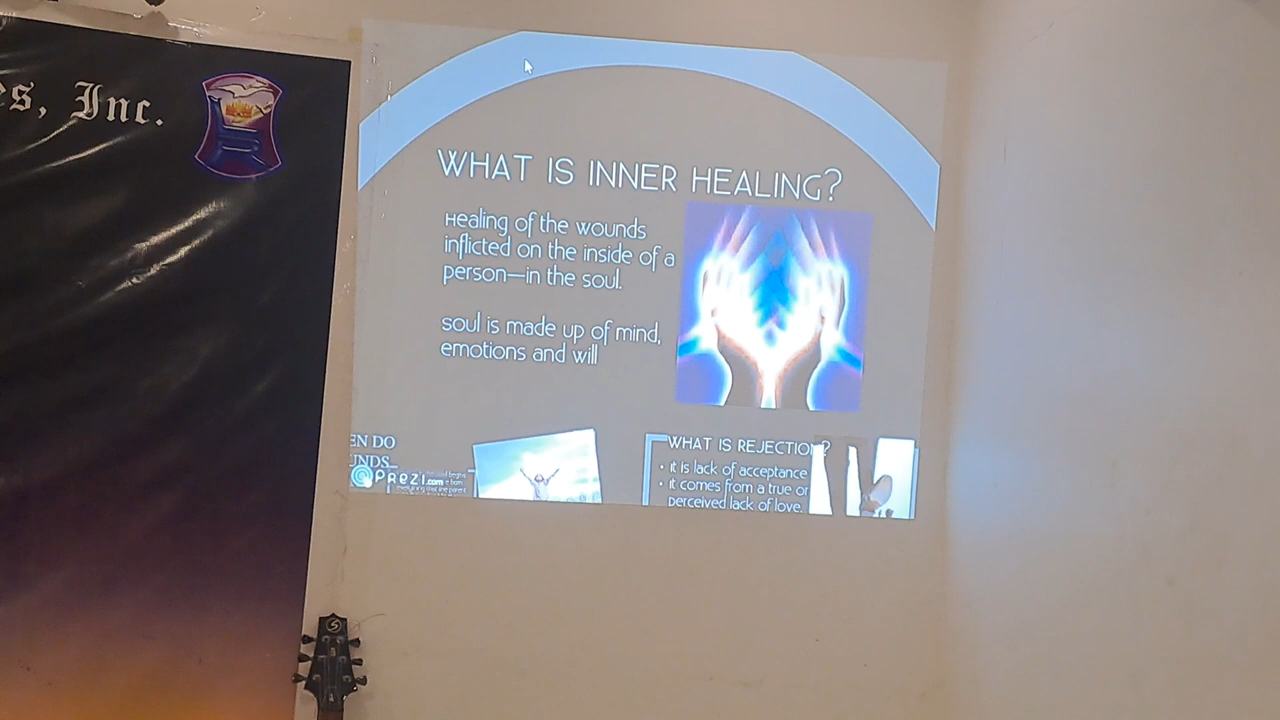 es, Inc.
WHAT IS INNER HEALING?
Healing of the wounds
inflicted on the inside of a
person—in the soul.
soul is made up of mind,
emotions and will
EN DO
UNDS
Prezi.com
WHAT IS REJECTION?
• it is lack of acceptance
• it comes from a true or
perceived lack of love.